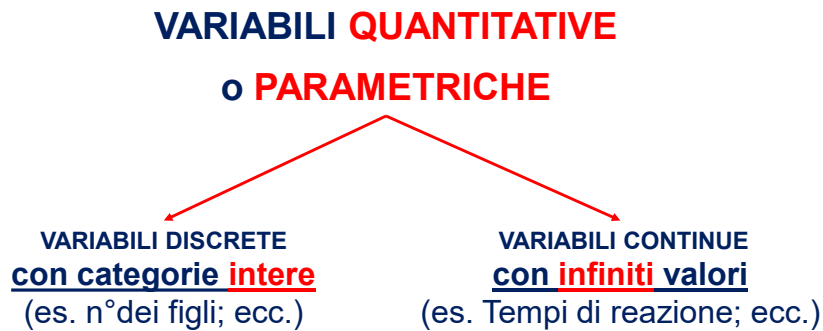 VARIABILI QUANTITATIVE
o PARAMETRICHE
VARIABILI DISCRETE
con categorie intere
(es. n°dei figli; ecc.)
VARIABILI CONTINUE
con infiniti valori
(es. Tempi di reazione; ecc.)